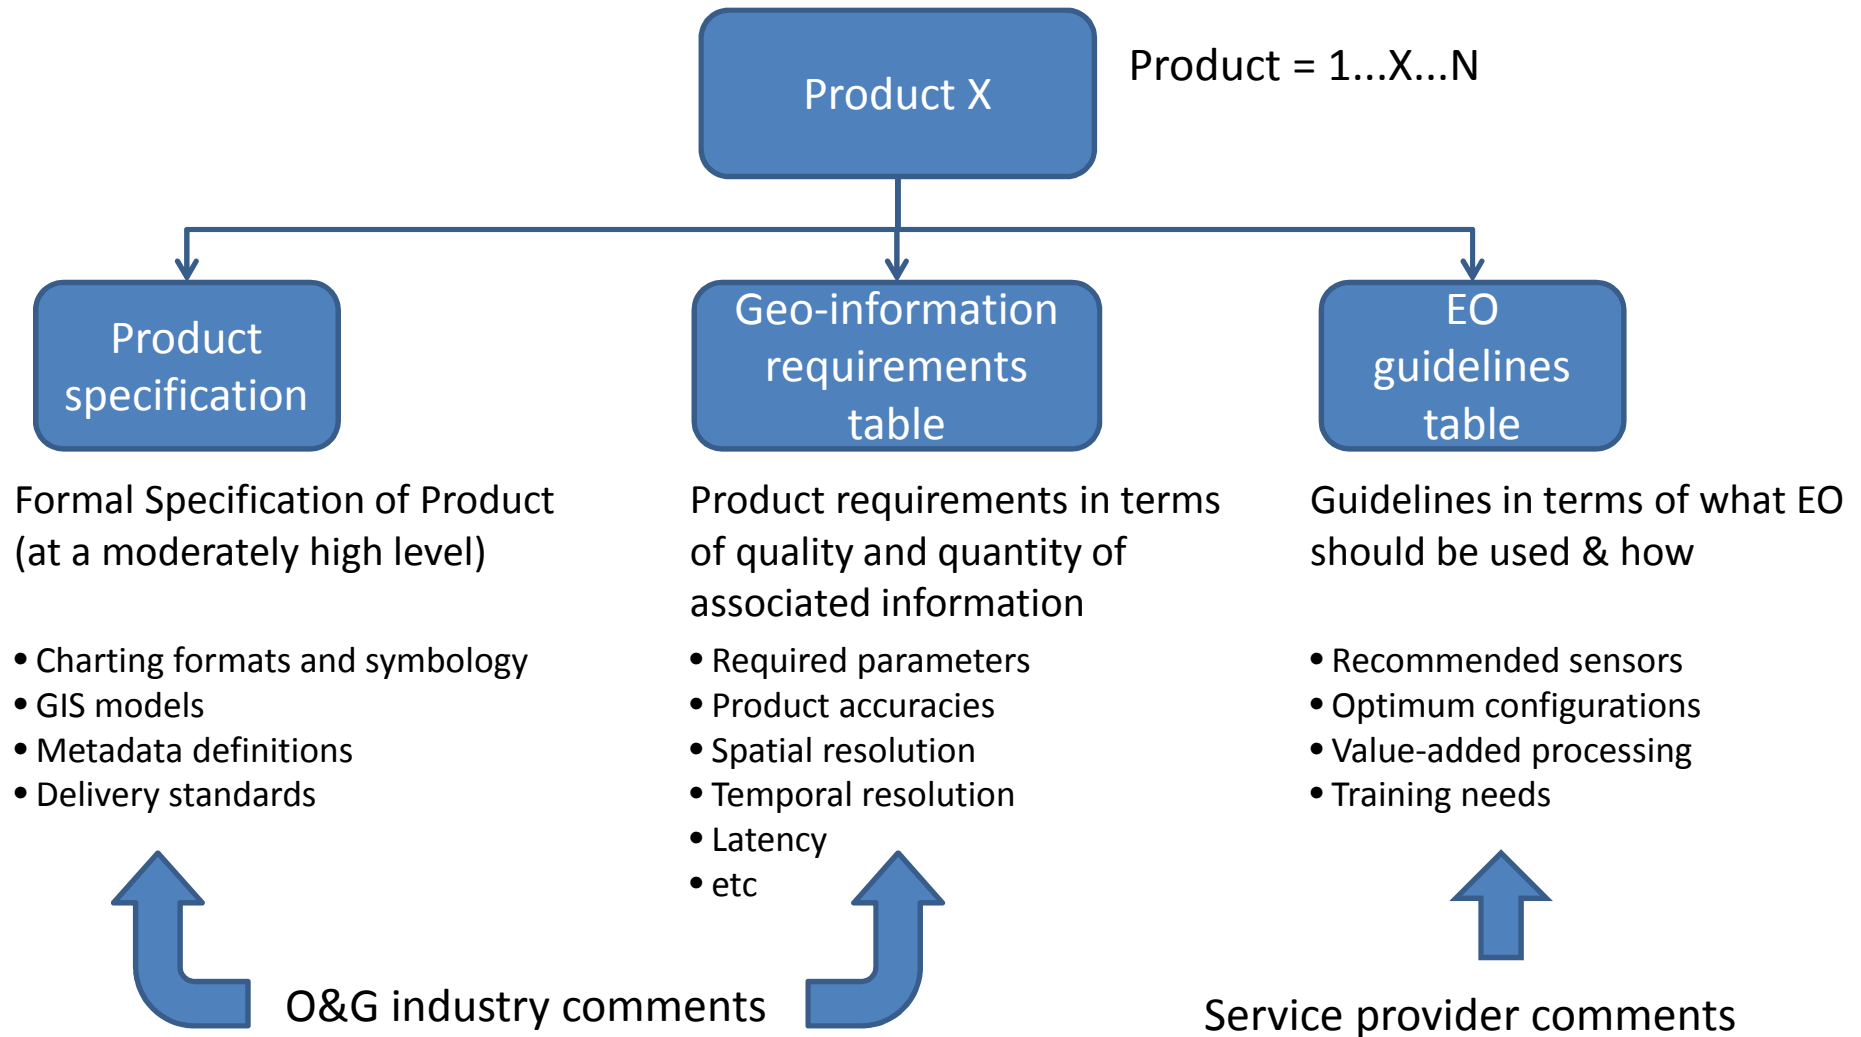 Product X
Product = 1...X...N
Product
specification
Geo-information
requirements
table
EO
guidelines
table
Formal Specification of Product
(at a moderately high level)
• Charting formats and symbology
• GIS models
• Metadata definitions
• Delivery standards
Product requirements in terms
of quality and quantity of
associated information
• Required parameters
• Product accuracies
• Spatial resolution
• Temporal resolution
• Latency
• etc
Guidelines in terms of what EO
should be used & how
• Recommended sensors
• Optimum configurations
• Value-added processing
• Training needs
O&G industry comments
Service provider comments